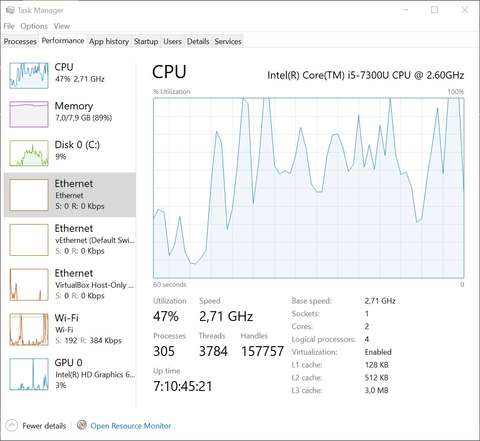 Task Manager
File Options View
Processes Performance App history Startup Users Details Services
CPU
47% 2,71 GHz
Memory
7,0/7,9 GB (89%)
Disk 0 (C:)
9%
Ethernet
Ethernet
S: 0 R: 0 Kbps
Ethernet
vEthernet (Default Swi...
S: 0 R: 0 Kbps
Ethernet
VirtualBox Host-Only ...
S: 0 R: 0 Kbps
Wi-Fi
Wi-Fi
S: 192 R: 384 Kbps
GPU 0
Intel(R) HD Graphics 6...
3%
CPU
Intel(R) Core(TM) i5-7300U CPU @ 2.60GHz
% Utilization 100%
60 seconds 0
Utilization Speed
47% 2,71 GHz
Processes Threads Handles
305 3784 157757
Up time
7:10:45:21
Base speed: 2,71 GHz
Sockets: 1
Cores: 2
Logical processors: 4
Virtualization: Enabled
L1 cache: 128 KB
L2 cache: 512 KB
L3 cache: 3,0 MB
Fewer details Open Resource Monitor